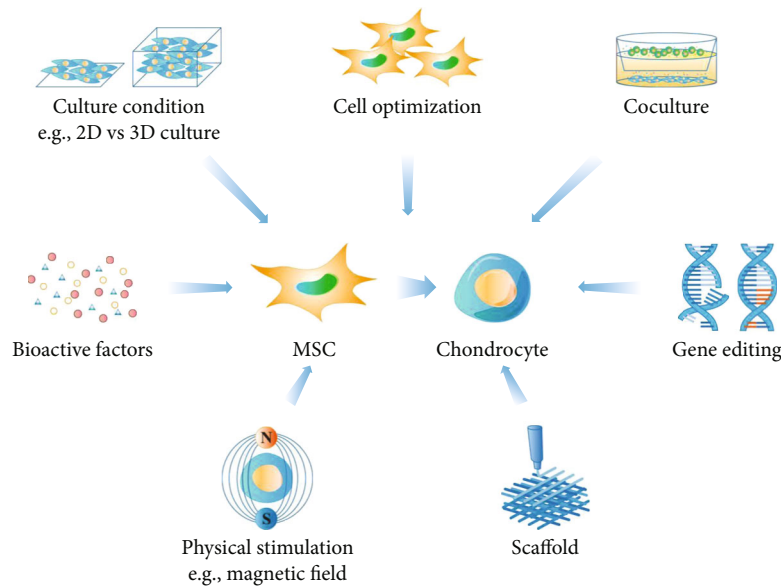 Culture condition
e.g., 2D vs 3D culture
Cell optimization
Coculture
Bioactive factors
MSC
Chondrocyte
Gene editing
N
S
Physical stimulation
e.g., magnetic field
Scaffold